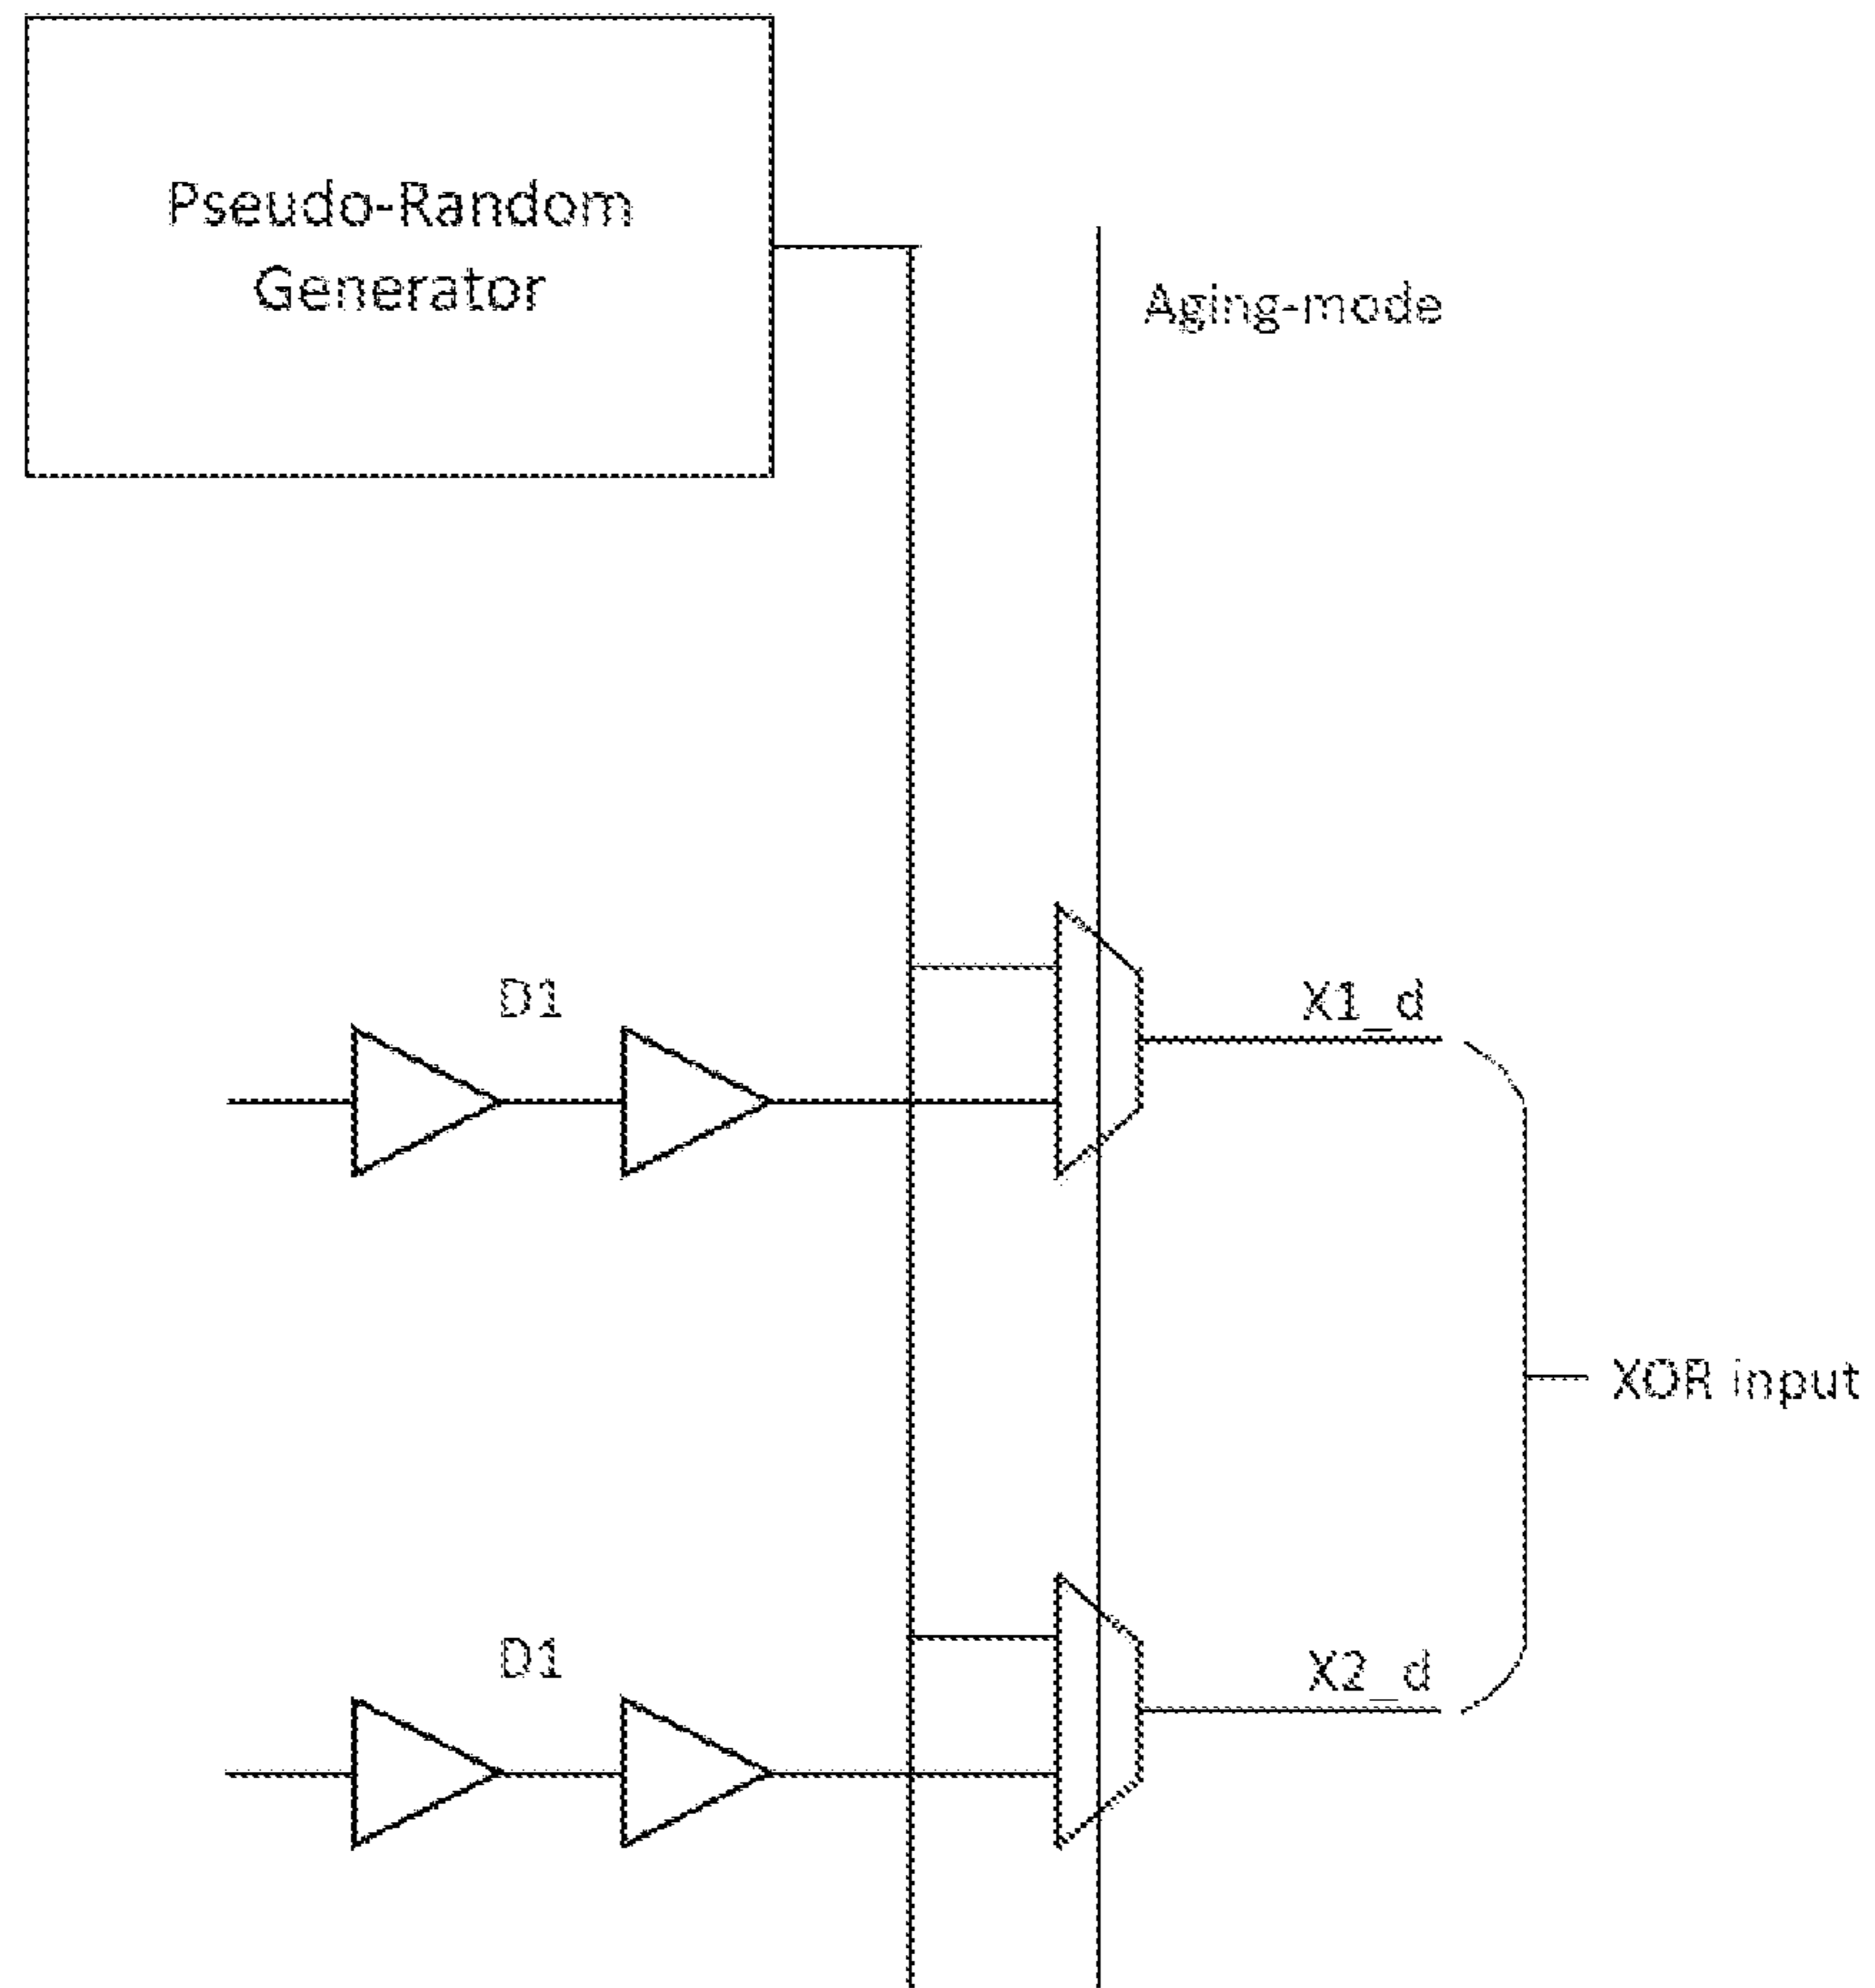 Pseudo-Random
Generator
Aging-mode
D1
X1_d
XOR input
D1
X2_d